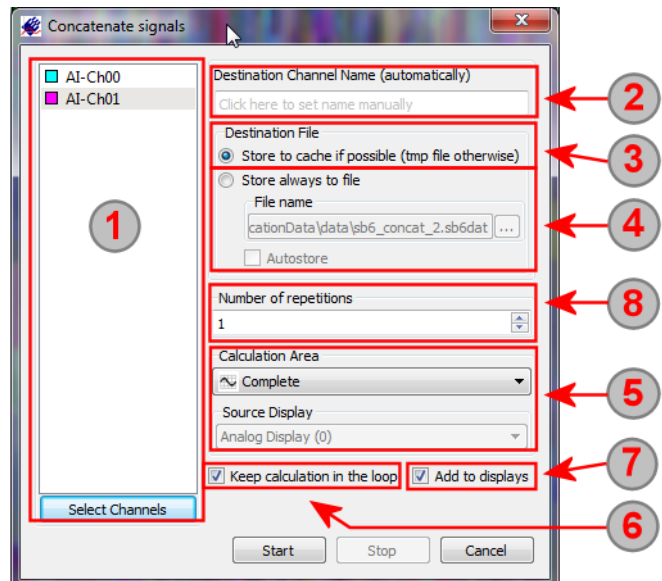 Concatenate signals
AI-Ch00
AI-Ch01
Select Channels
1
Destination Channel Name (automatically)
Click here to set name manually
2
Destination File
Store to cache if possible (tmp file otherwise)
3
Store always to file
File name
cationData\data\sb6_concat_2.sb6dat
...
Autostore
4
Number of repetitions
1
8
Calculation Area
Complete
Source Display
Analog Display (0)
5
Keep calculation in the loop
Add to displays
7
6
Start Stop Cancel